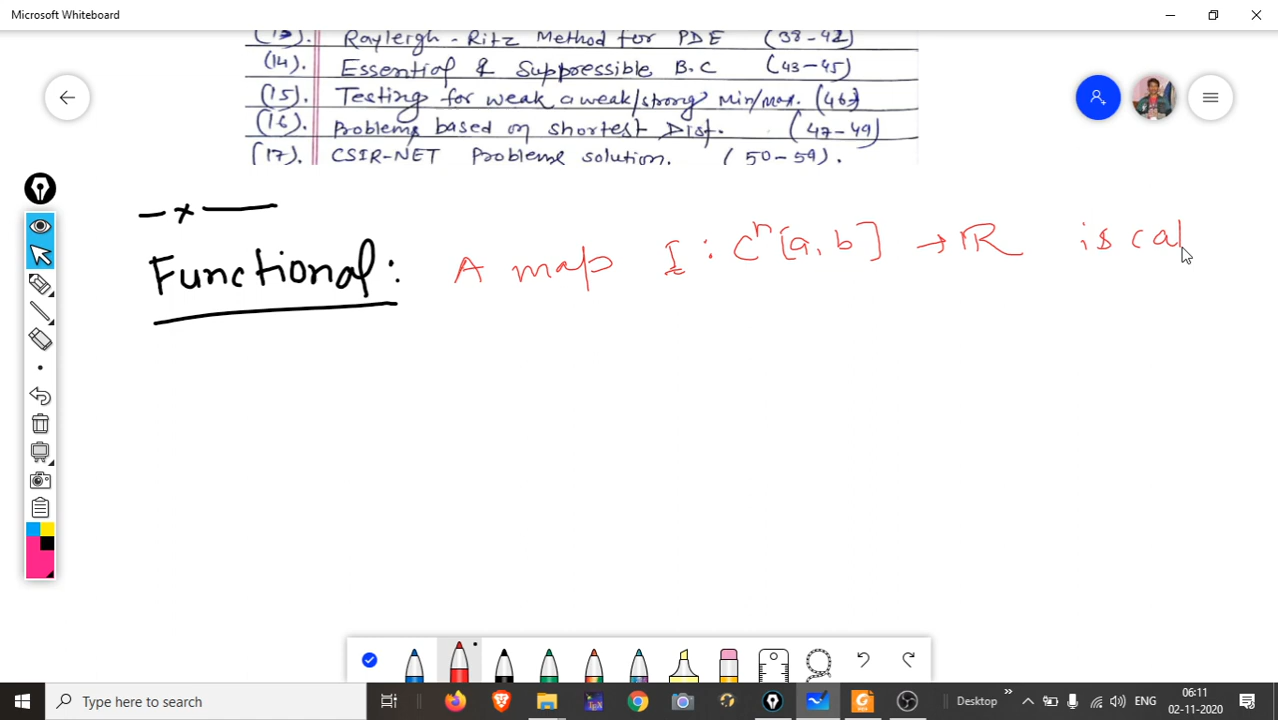 Microsoft Whiteboard
(13). Rayleigh - Ritz Method for PDE (38-42)
(14). Essential & Suppressible B.C (43-45)
(15). Testing for weak a weak/strong Min/max. (46)
(16). Problems based on shortest Dist. (47-49)
(17). CSIR-NET Problems solution. (50-59).
Functional: A map I : Cⁿ[a, b] → ℝ is cal
Type here to search
Desktop
ENG
06:11
02-11-2020